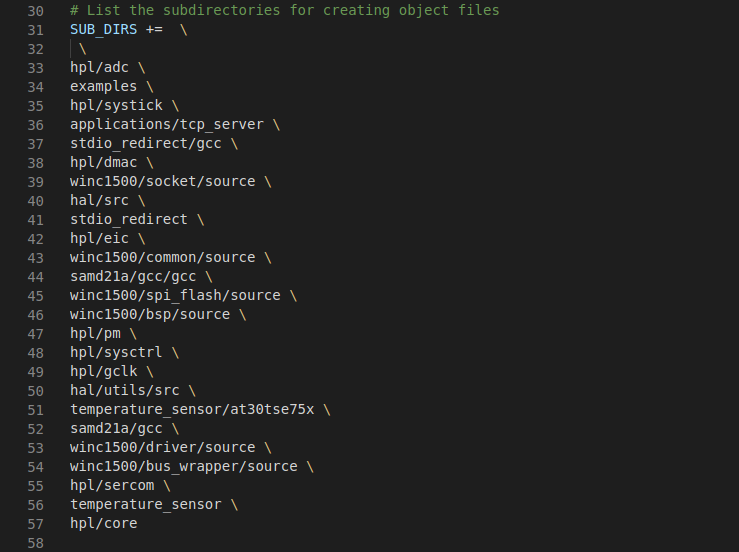 30 # List the subdirectories for creating object files
31 SUB_DIRS +=  \
32  \
33 hpl/adc \
34 examples \
35 hpl/systick \
36 applications/tcp_server \
37 stdio_redirect/gcc \
38 hpl/dmac \
39 winc1500/socket/source \
40 hal/src \
41 stdio_redirect \
42 hpl/eic \
43 winc1500/common/source \
44 samd21a/gcc/gcc \
45 winc1500/spi_flash/source \
46 winc1500/bsp/source \
47 hpl/pm \
48 hpl/sysctrl \
49 hpl/gclk \
50 hal/utils/src \
51 temperature_sensor/at30tse75x \
52 samd21a/gcc \
53 winc1500/driver/source \
54 winc1500/bus_wrapper/source \
55 hpl/sercom \
56 temperature_sensor \
57 hpl/core
58